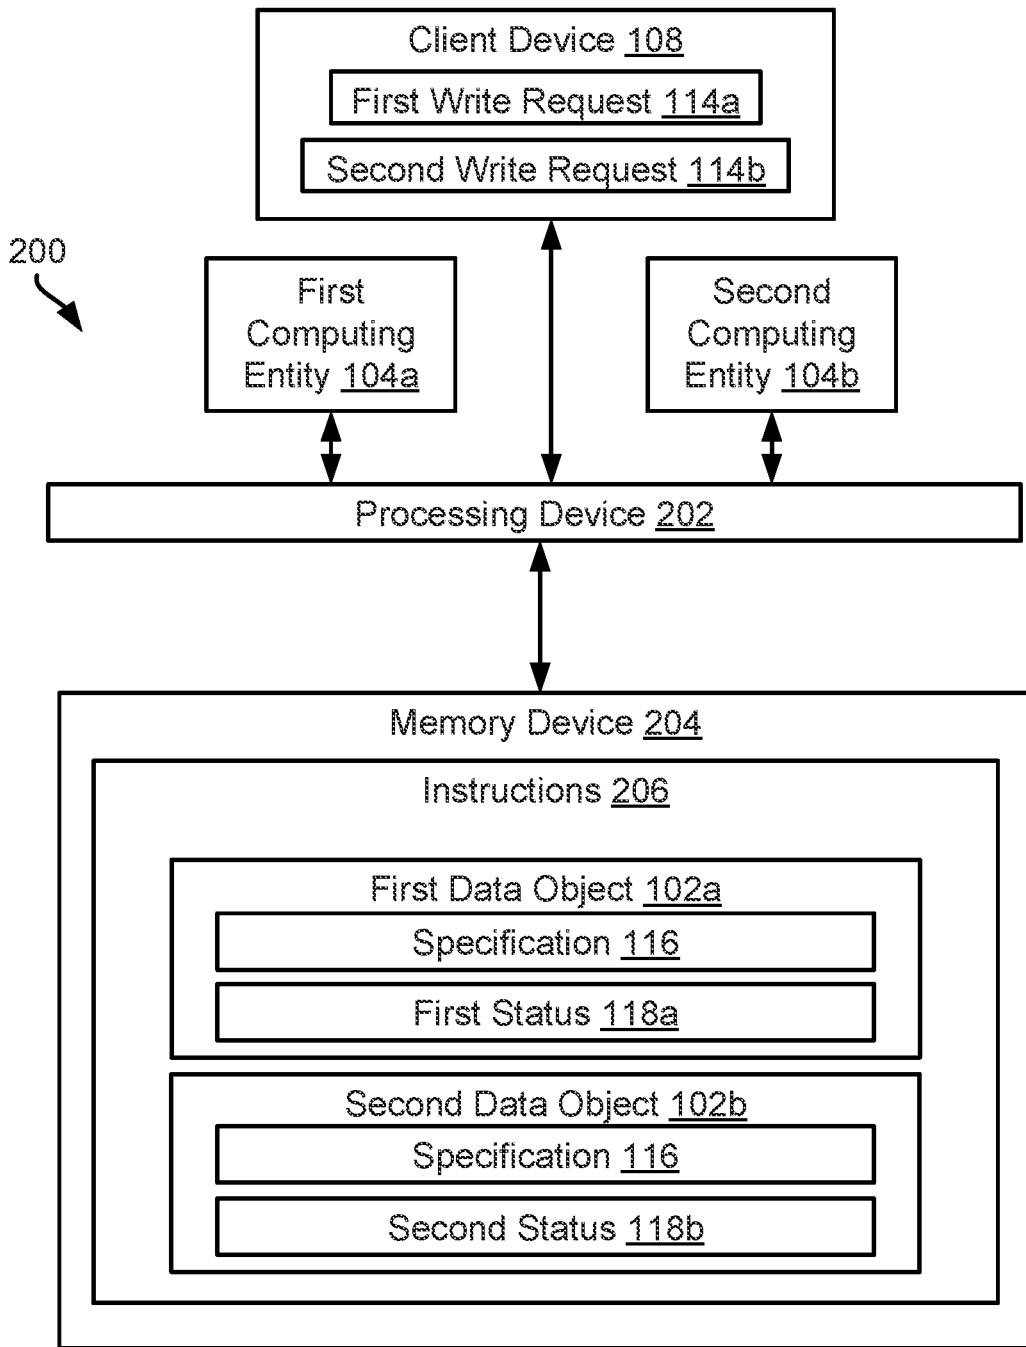 Client Device 108
First Write Request 114a
Second Write Request 114b
200
First
Computing
Entity 104a
Second
Computing
Entity 104b
Processing Device 202
Memory Device 204
Instructions 206
First Data Object 102a
Specification 116
First Status 118a
Second Data Object 102b
Specification 116
Second Status 118b